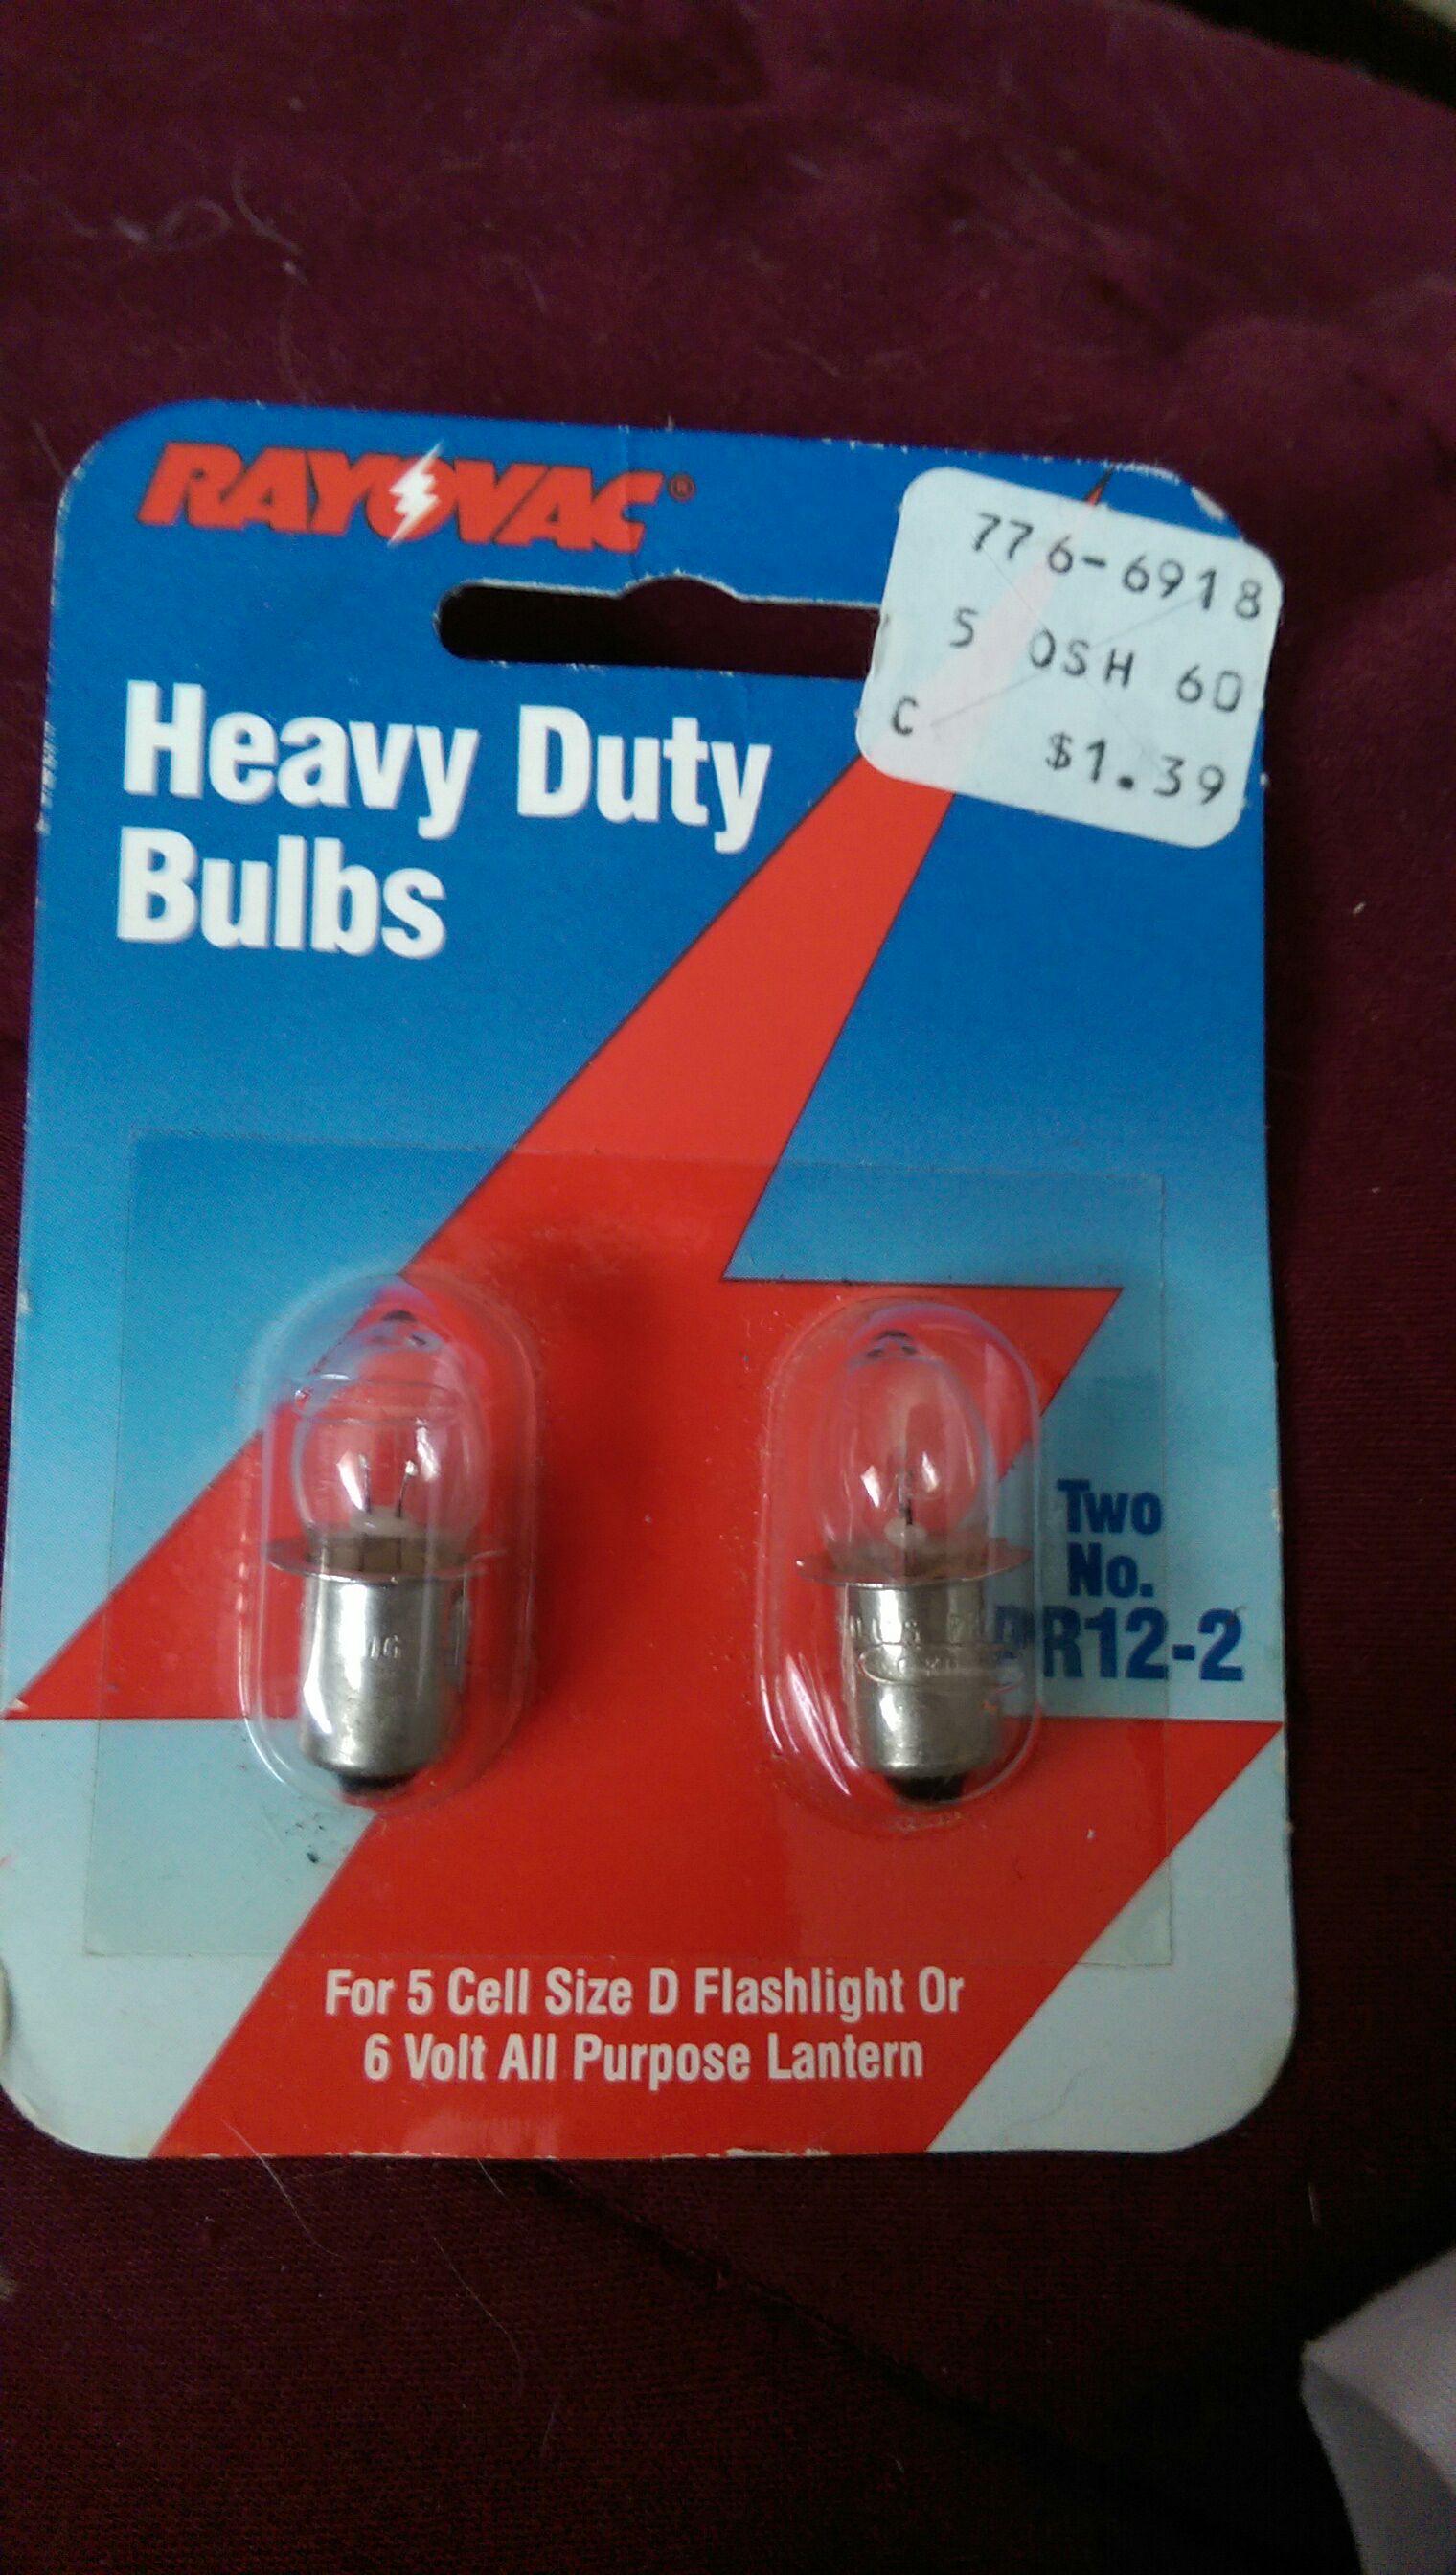 RAYOVAC®
776-6918
5 OSH 60
C $1.39
Heavy Duty
Bulbs
Two
No.
PR12-2
For 5 Cell Size D Flashlight Or
6 Volt All Purpose Lantern